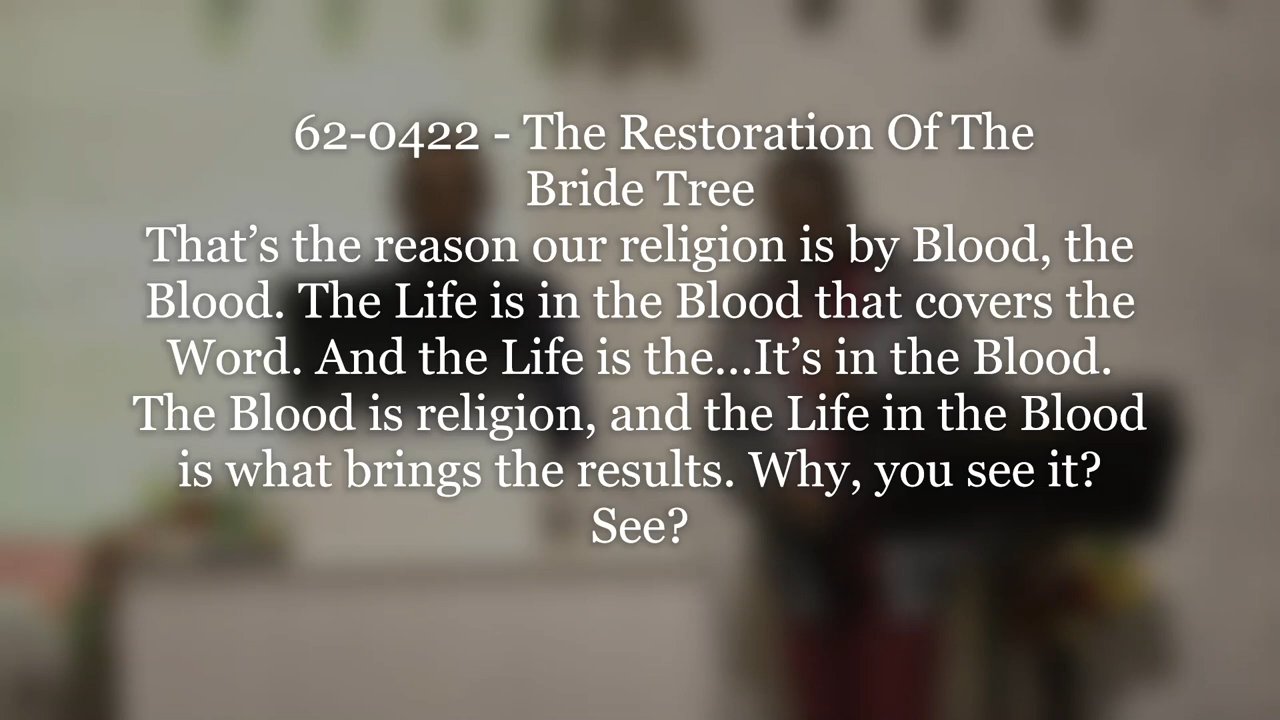 62-0422 - The Restoration Of The
Bride Tree
That’s the reason our religion is by Blood, the
Blood. The Life is in the Blood that covers the
Word. And the Life is the...It’s in the Blood.
The Blood is religion, and the Life in the Blood
is what brings the results. Why, you see it?
See?